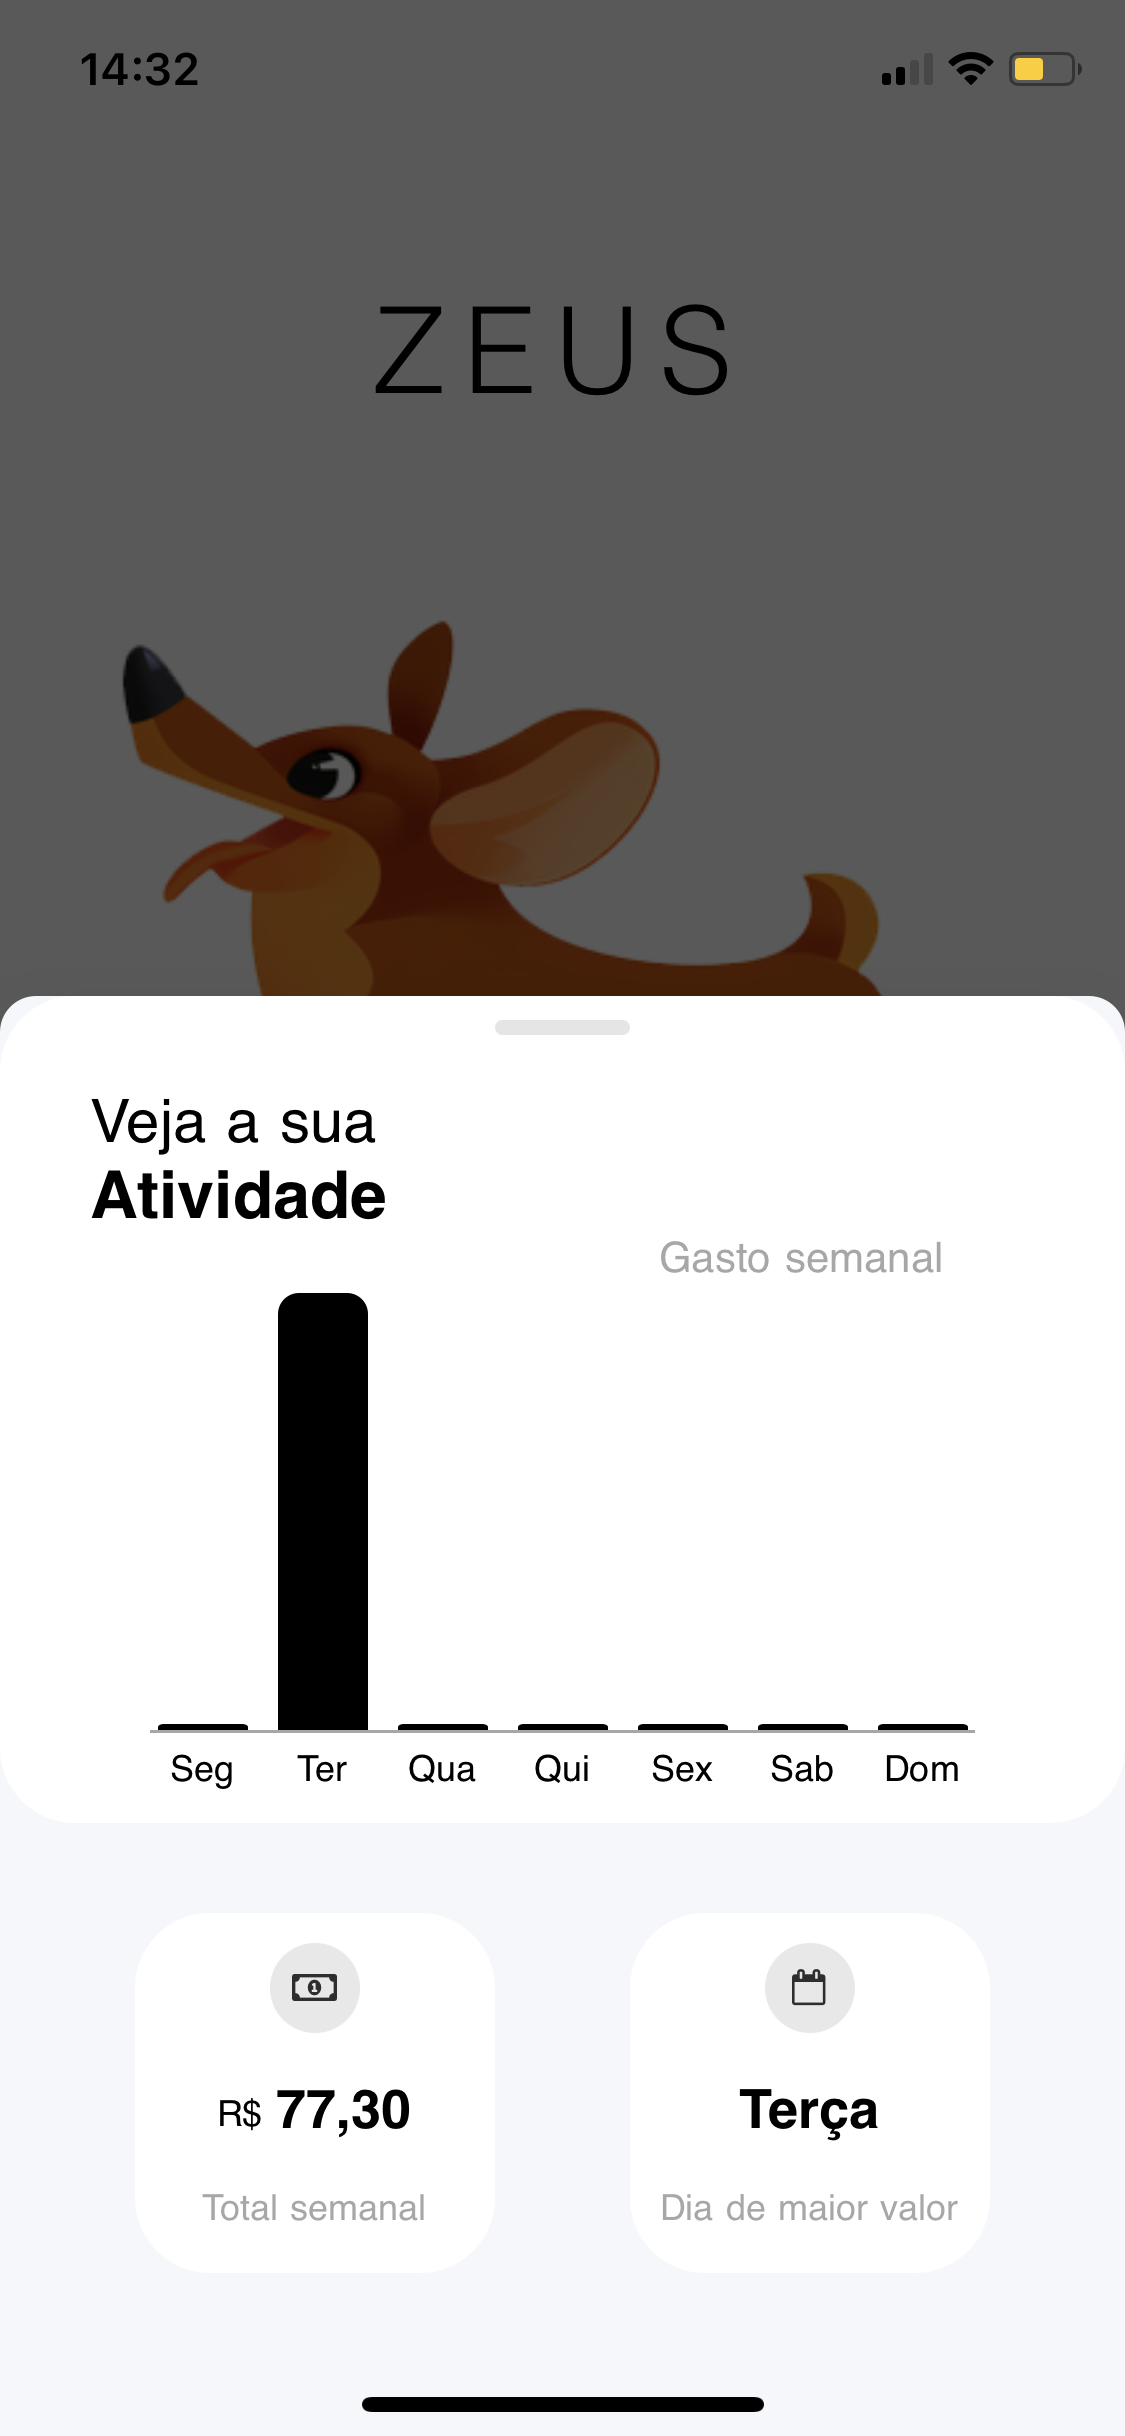 14:32
ZEUS
Veja a sua
Atividade
Gasto semanal
Seg Ter Qua Qui Sex Sab Dom
R$ 77,30
Total semanal
Terça
Dia de maior valor